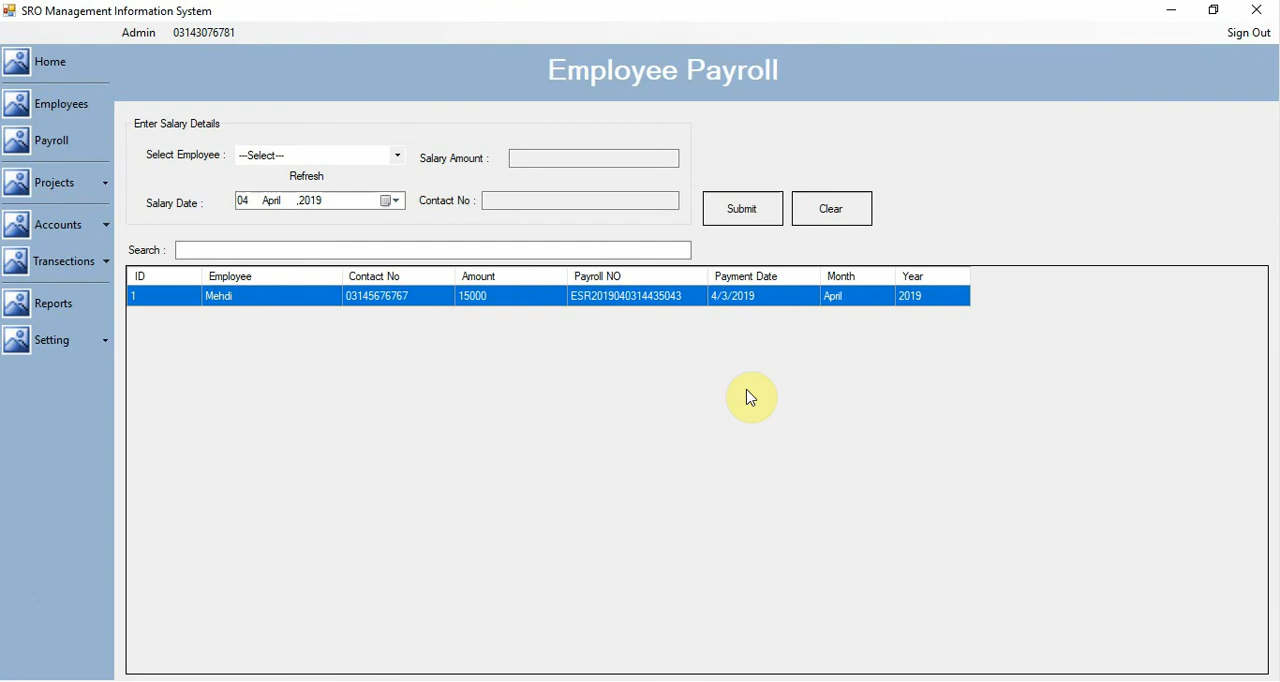 SRO Management Information System
Admin 03143076781 Sign Out
Home
Employees
Payroll
Projects
Accounts
Transections
Reports
Setting
Employee Payroll
Enter Salary Details
Select Employee : ---Select--- Salary Amount :
Refresh
Salary Date : 04 April ,2019 Contact No :
Submit Clear
Search :
ID Employee Contact No Amount Payroll NO Payment Date Month Year
1 Mehdi 03145676767 15000 ESR2019040314435043 4/3/2019 April 2019